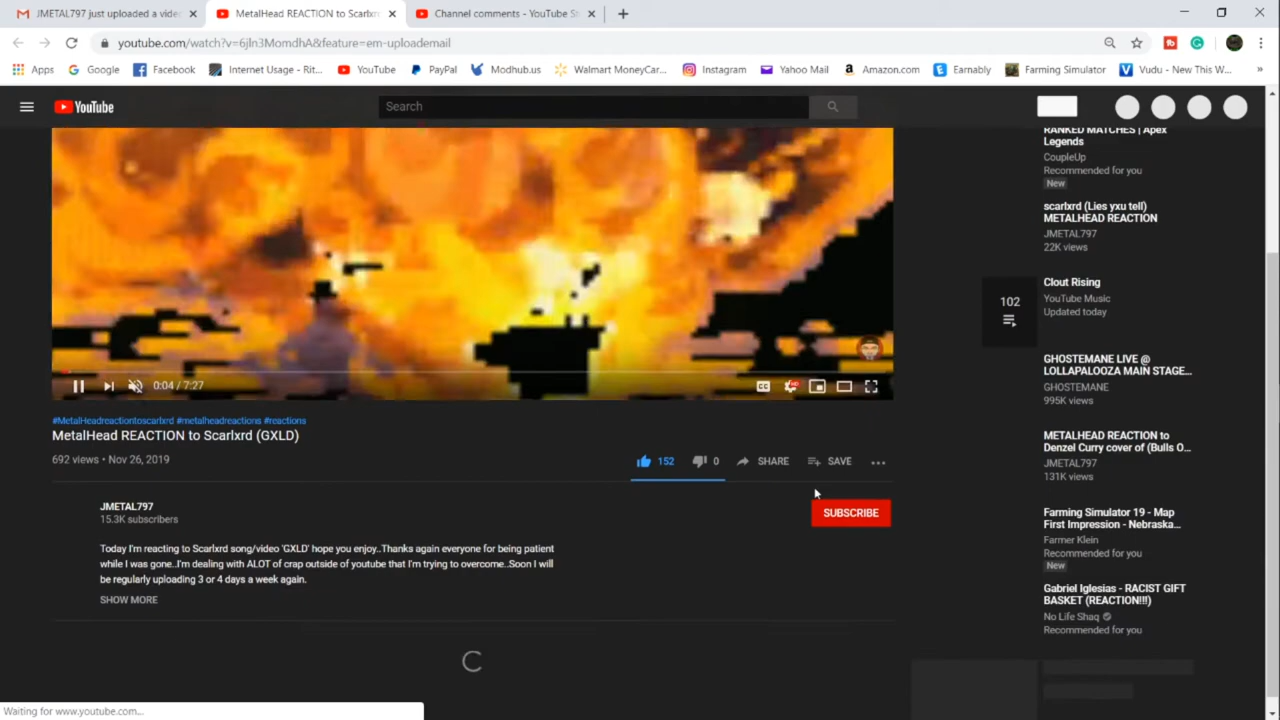 JMETAL797 just uploaded a vide
MetalHead REACTION to Scarlxr
Channel comments - YouTube St
youtube.com/watch?v=6jln3MomdhA&feature=em-uploademail
Apps Google Facebook Internet Usage - Rit... YouTube PayPal Modhub.us Walmart MoneyCar... Instagram Yahoo Mail Amazon.com Earnably Farming Simulator Vudu - New This W... »
YouTube
Search
RANKED MATCHES | Apex
Legends
CoupleUp
Recommended for you
New
scarlxrd (Lies yxu tell)
METALHEAD REACTION
JMETAL797
22K views
102
Clout Rising
YouTube Music
Updated today
GHOSTEMANE LIVE @
LOLLAPALOOZA MAIN STAGE...
GHOSTEMANE
995K views
METALHEAD REACTION to
Denzel Curry cover of (Bulls O...
JMETAL797
131K views
Farming Simulator 19 - Map
First Impression - Nebraska...
Farmer Klein
Recommended for you
New
Gabriel Iglesias - RACIST GIFT
BASKET (REACTION!!!)
No Life Shaq
Recommended for you
0:04 / 7:27
CC
HD
#MetalHeadreactiontoscarlxrd #metalheadreactions #reactions
MetalHead REACTION to Scarlxrd (GXLD)
692 views • Nov 26, 2019
152 0 SHARE SAVE
JMETAL797
15.3K subscribers
SUBSCRIBE
Today I'm reacting to Scarlxrd song/video 'GXLD' hope you enjoy..Thanks again everyone for being patient
while I was gone..I'm dealing with ALOT of crap outside of youtube that I'm trying to overcome..Soon I will
be regularly uploading 3 or 4 days a week again.
SHOW MORE
Waiting for www.youtube.com...